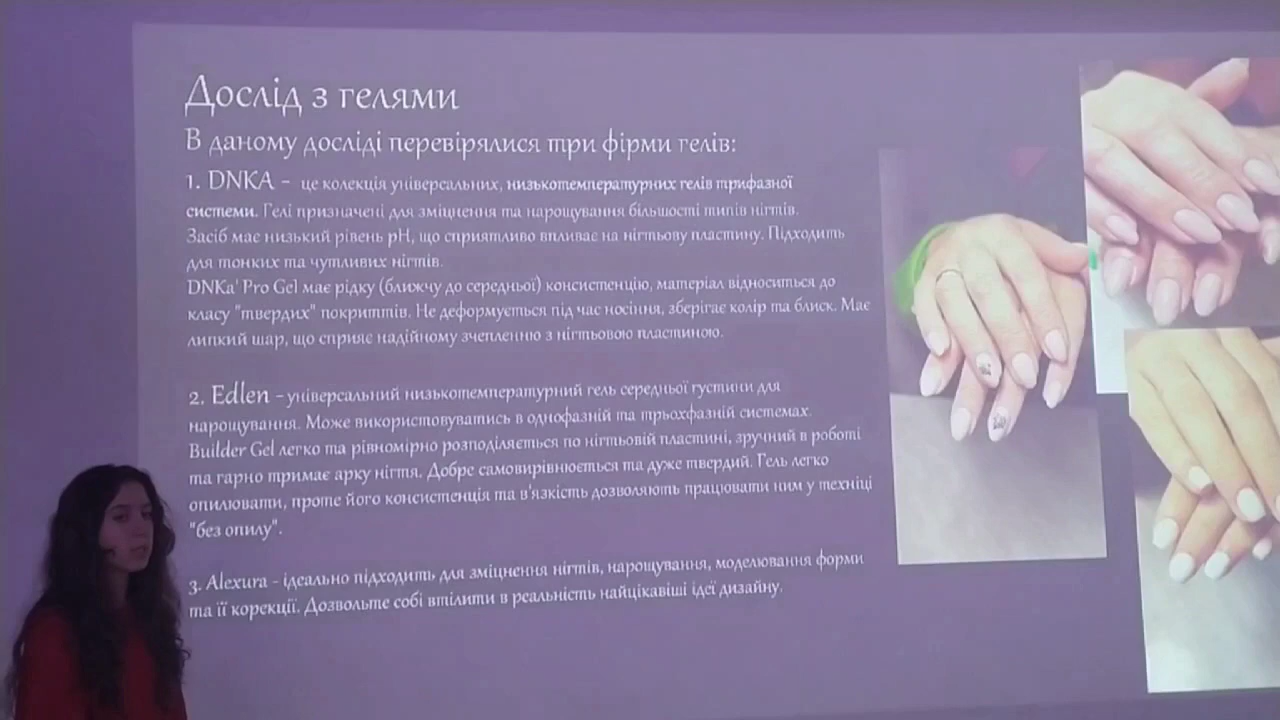 Дослід з гелями
В даному досліді перевірялися три фірми гелів:
1. DNKA – це колекція універсальних, низькотемпературних гелів трифазної
системи. Гелі призначені для зміцнення та нарощування більшості типів нігтів.
Засіб має низький рівень pH, що сприятливо впливає на нігтьову пластину. Підходить
для тонких та чутливих нігтів.
DNKa' Pro Gel має рідку (ближчу до середньої) консистенцію, матеріал відноситься до
класу "твердих" покриттів. Не деформується під час носіння, зберігає колір та блиск. Має
липкий шар, що сприяє надійному зчепленню з нігтьовою пластиною.
2. Edlen –універсальний низькотемпературний гель середньої густини для
нарощування. Може використовуватись в однофазній та трьохфазній системах.
Builder Gel легко та рівномірно розподіляється по нігтьовій пластині, зручний в роботі
та гарно тримає арку нігтя. Добре самовирівнюється та дуже твердий. Гель легко
опилювати, проте його консистенція та в'язкість дозволяють працювати ним у техніці
"без опилу".
3. Alexura - ідеально підходить для зміцнення нігтів, нарощування, моделювання форми
та її корекції. Дозвольте собі втілити в реальність найцікавіші ідеї дизайну.